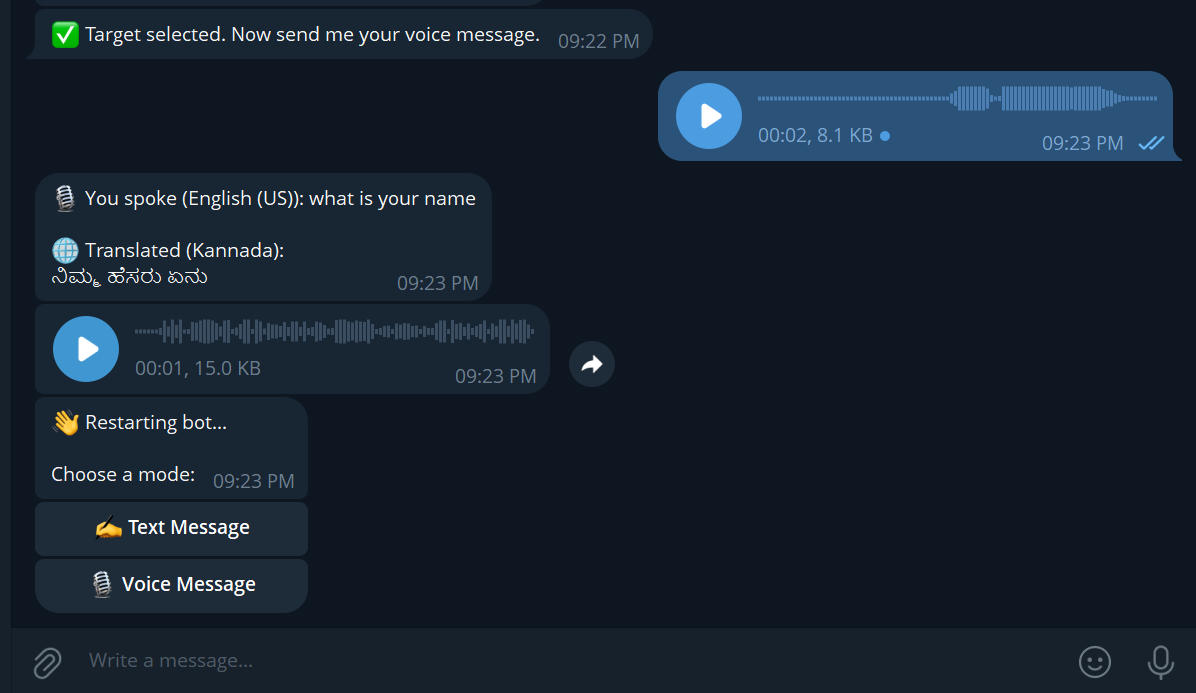 ✅ Target selected. Now send me your voice message. 09:22 PM
00:02, 8.1 KB
09:23 PM
🎙 You spoke (English (US)): what is your name
🌐 Translated (Kannada):
ನಿಮ್ಮ ಹೆಸರು ಏನು
09:23 PM
00:01, 15.0 KB
09:23 PM
👋 Restarting bot...
Choose a mode: 09:23 PM
✍ Text Message
🎙 Voice Message
Write a message...